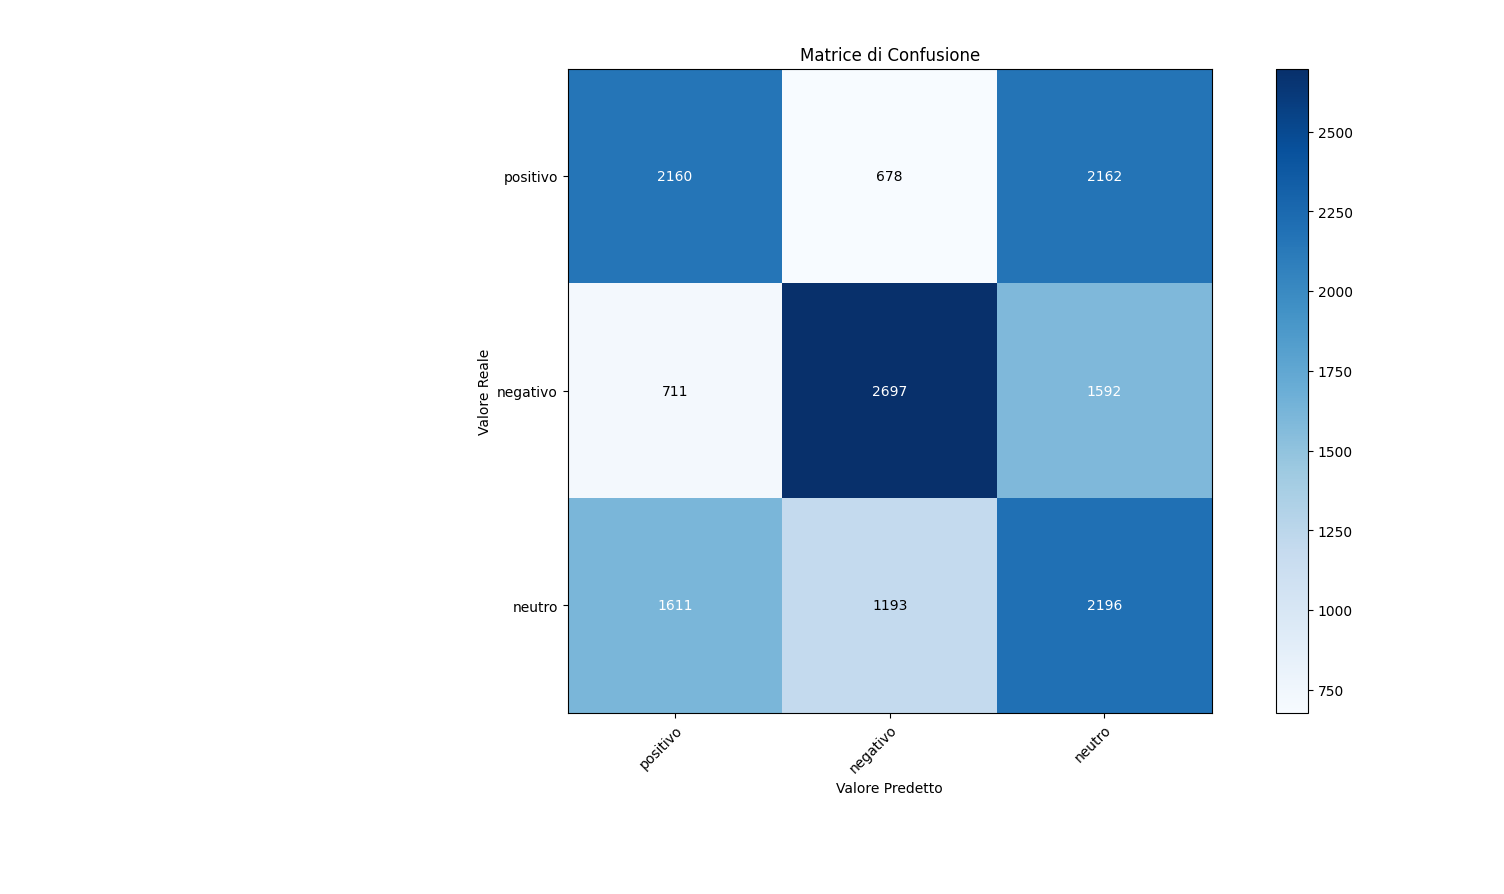 Matrice di Confusione
positivo 2160 678 2162
negativo 711 2697 1592
neutro 1611 1193 2196
Valore Reale
positivo negativo neutro
Valore Predetto
2500
2250
2000
1750
1500
1250
1000
750